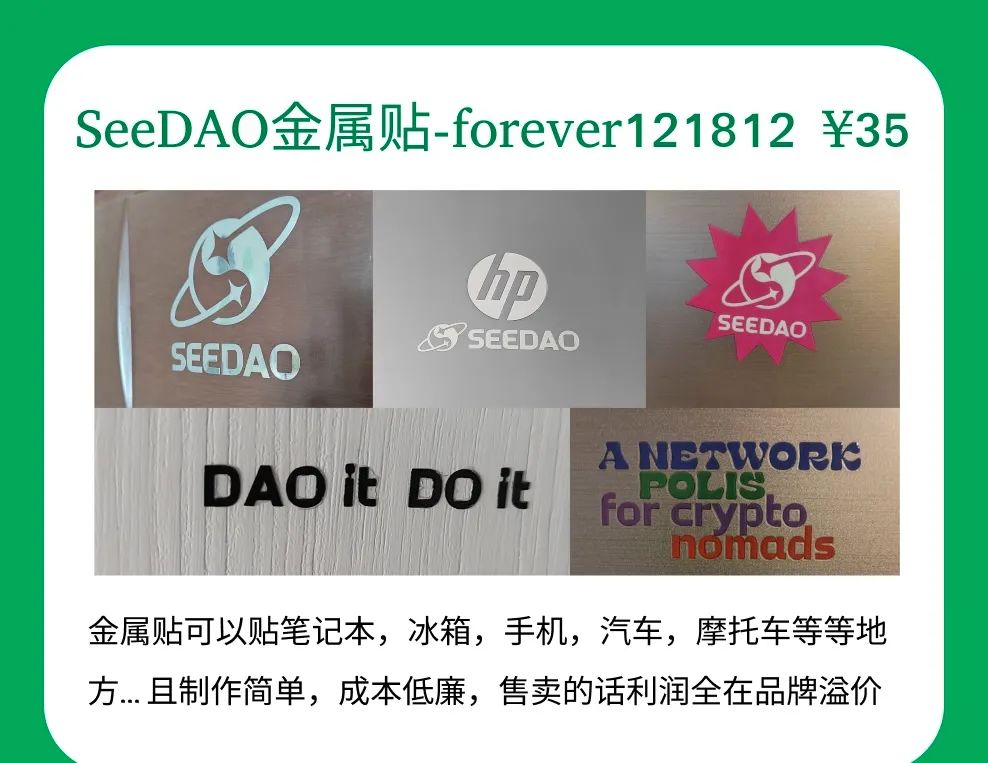 SeeDAO金属贴-forever121812 ¥35
SEEDAO
hp
SEEDAO
SEEDAO
DAO it DO it
A NETWORK
POLIS
for crypto
nomads
金属贴可以贴笔记本，冰箱，手机，汽车，摩托车等等地
方... 且制作简单，成本低廉，售卖的话利润全在品牌溢价